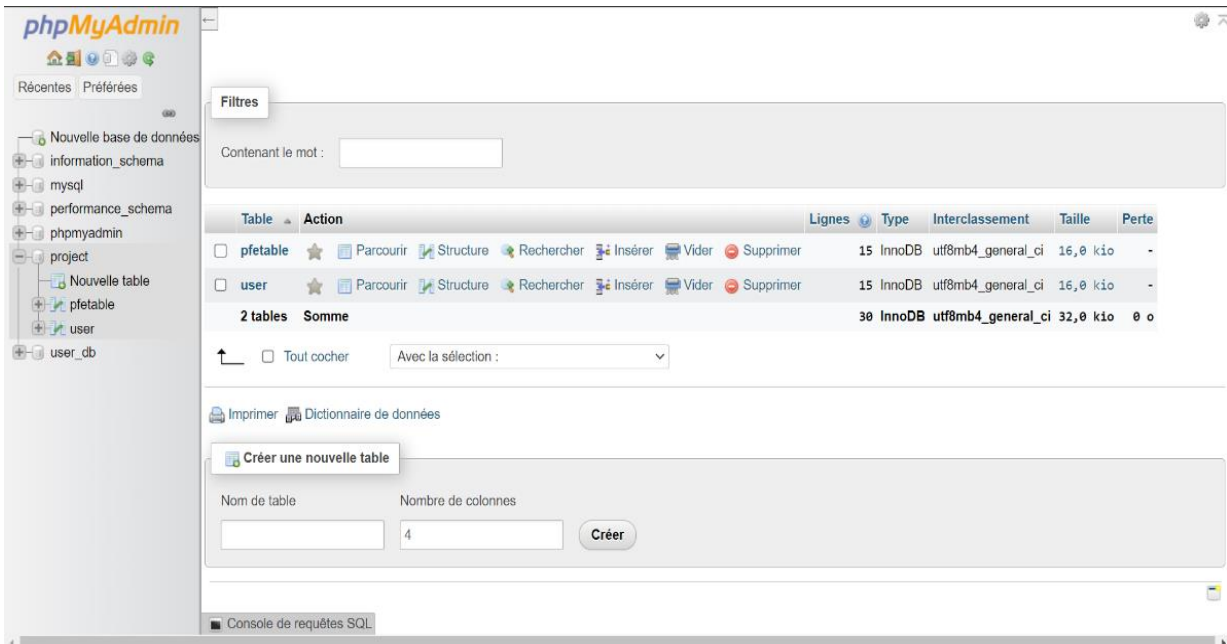 phpMyAdmin
Récentes Préférées
Nouvelle base de données
information_schema
mysql
performance_schema
phpmyadmin
project
Nouvelle table
pfetable
user
user_db
Filtres
Contenant le mot :
Table Action Lignes Type Interclassement Taille Perte
pfetable Parcourir Structure Rechercher Insérer Vider Supprimer 15 InnoDB utf8mb4_general_ci 16,0 kio -
user Parcourir Structure Rechercher Insérer Vider Supprimer 15 InnoDB utf8mb4_general_ci 16,0 kio -
2 tables Somme 30 InnoDB utf8mb4_general_ci 32,0 kio 0 o
Tout cocher Avec la sélection :
Imprimer Dictionnaire de données
Créer une nouvelle table
Nom de table Nombre de colonnes
4 Créer
Console de requêtes SQL